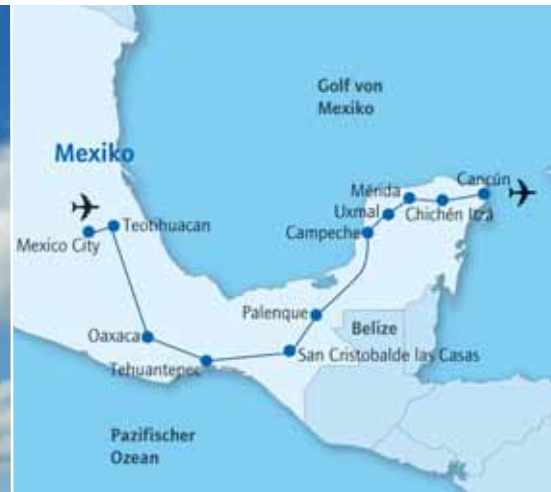 Golf von
Mexiko
Mexiko
Cancún
Mérida
Uxmal
Chichén Itzá
Campeche
Teotihuacan
Mexico City
Palenque
Belize
Oaxaca
San Cristobalde las Casas
Tehuantepec
Pazifischer
Ozean